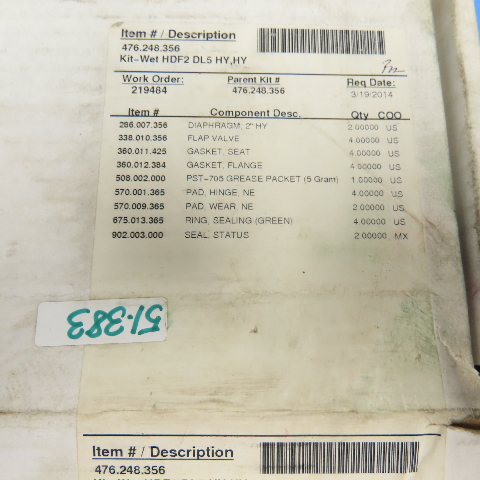 Item # / Description
476.248.356
Kit-Wet HDF2 DL5 HY,HY
Work Order: Parent Kit # Req Date:
219484 476.248.356 3/19/2014
Item # Component Desc. Qty COO
286.007.356 DIAPHRAGM, 2" HY 2.00000 US
338.010.356 FLAP VALVE 4.00000 US
360.011.425 GASKET, SEAT 4.00000 US
360.012.384 GASKET, FLANGE 4.00000 US
508.002.000 PST-706 GREASE PACKET (5 Gram) 1.00000 US
570.001.365 PAD, HINGE, NE 4.00000 US
570.009.365 PAD, WEAR, NE 2.00000 US
675.013.365 RING, SEALING (GREEN) 4.00000 US
902.003.000 SEAL, STATUS 2.00000 MX
51-383
Item # / Description
476.248.356